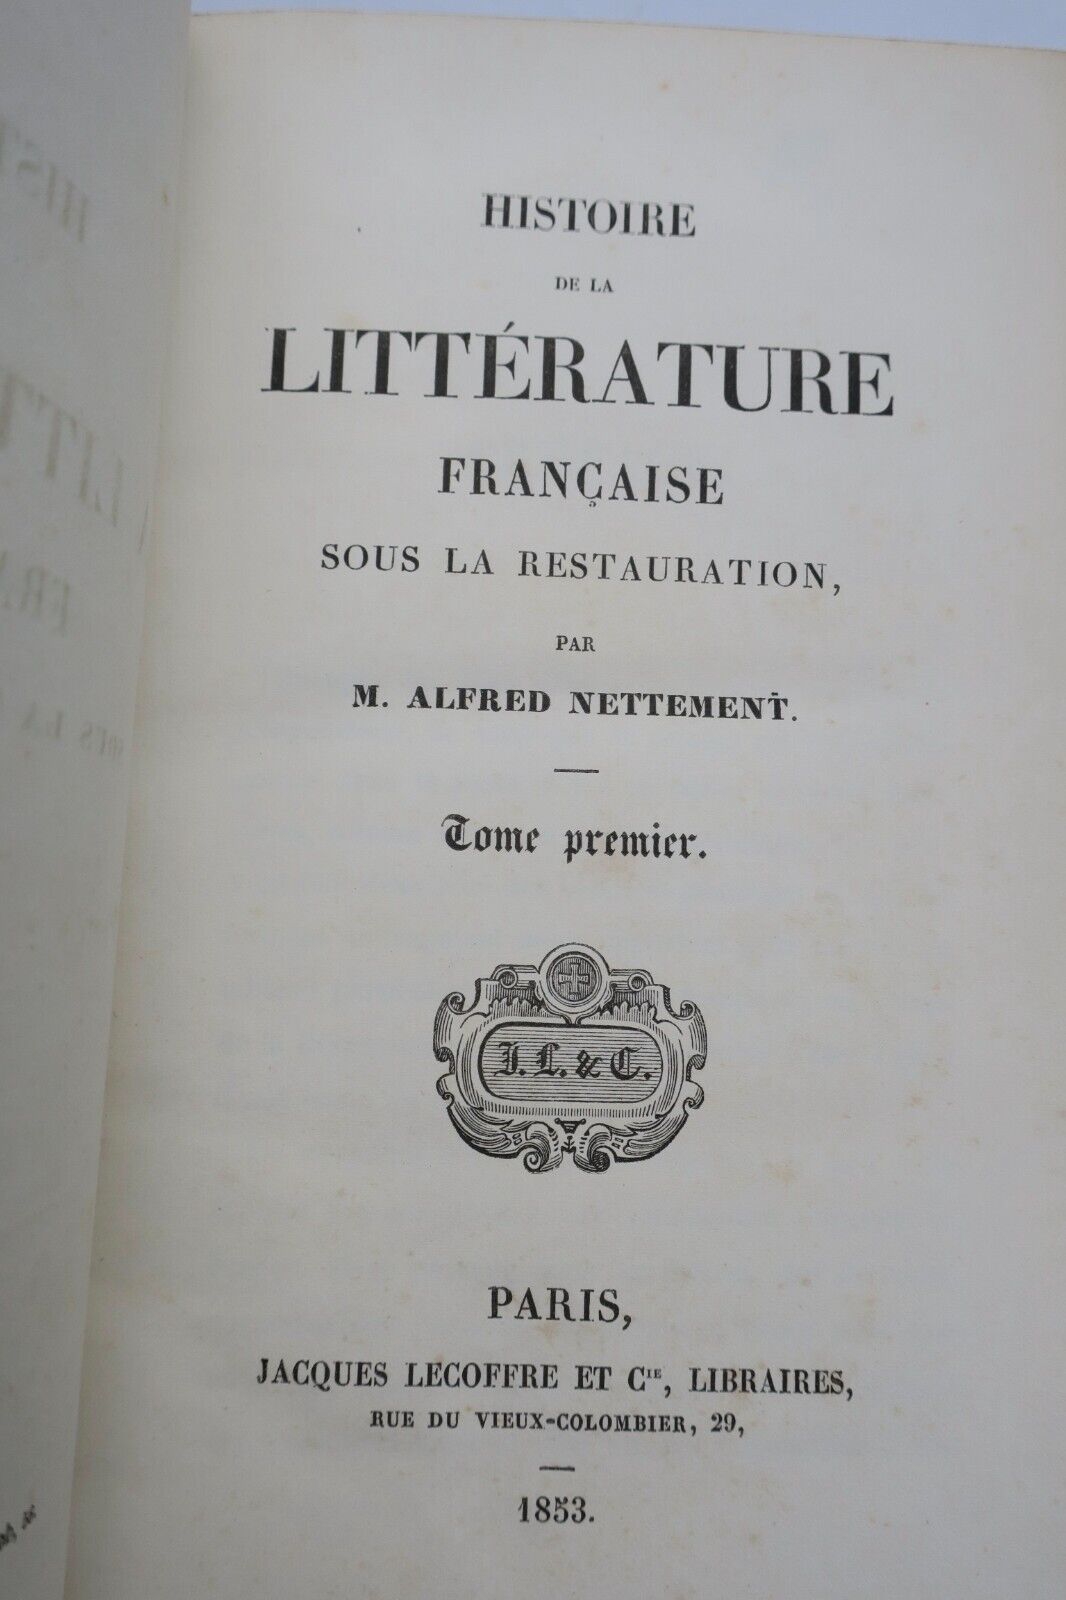 HISTOIRE
DE LA
LITTÉRATURE
FRANÇAISE
SOUS LA RESTAURATION,
PAR
M. ALFRED NETTEMENT.
Tome premier.
J. L. & C.
PARIS,
JACQUES LECOFFRE ET Cᴵᴱ, LIBRAIRES,
RUE DU VIEUX-COLOMBIER, 29,
1853.